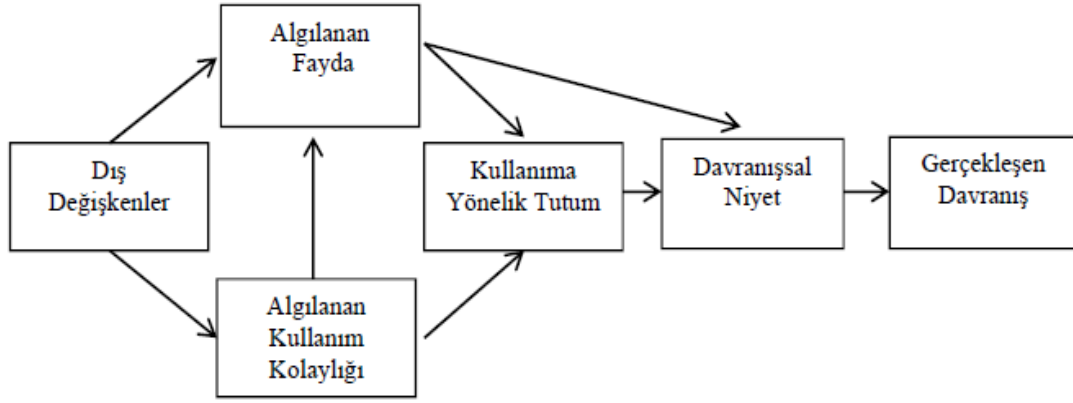 Algılanan
Fayda
Dış
Değişkenler
Kullanıma
Yönelik Tutum
Davranışsal
Niyet
Gerçekleşen
Davranış
Algılanan
Kullanım
Kolaylığı